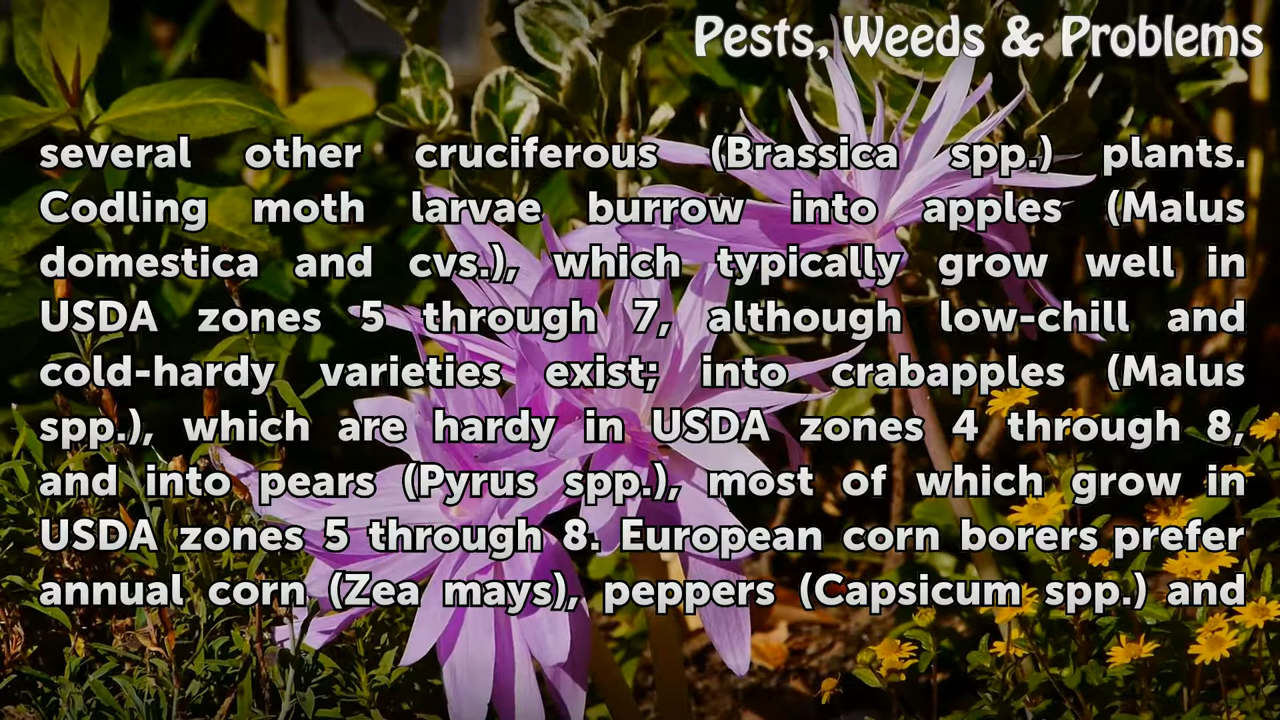 Pests, Weeds & Problems
several other cruciferous (Brassica spp.) plants.
Codling moth larvae burrow into apples (Malus
domestica and cvs.), which typically grow well in
USDA zones 5 through 7, although low-chill and
cold-hardy varieties exist; into crabapples (Malus
spp.), which are hardy in USDA zones 4 through 8,
and into pears (Pyrus spp.), most of which grow in
USDA zones 5 through 8. European corn borers prefer
annual corn (Zea mays), peppers (Capsicum spp.) and